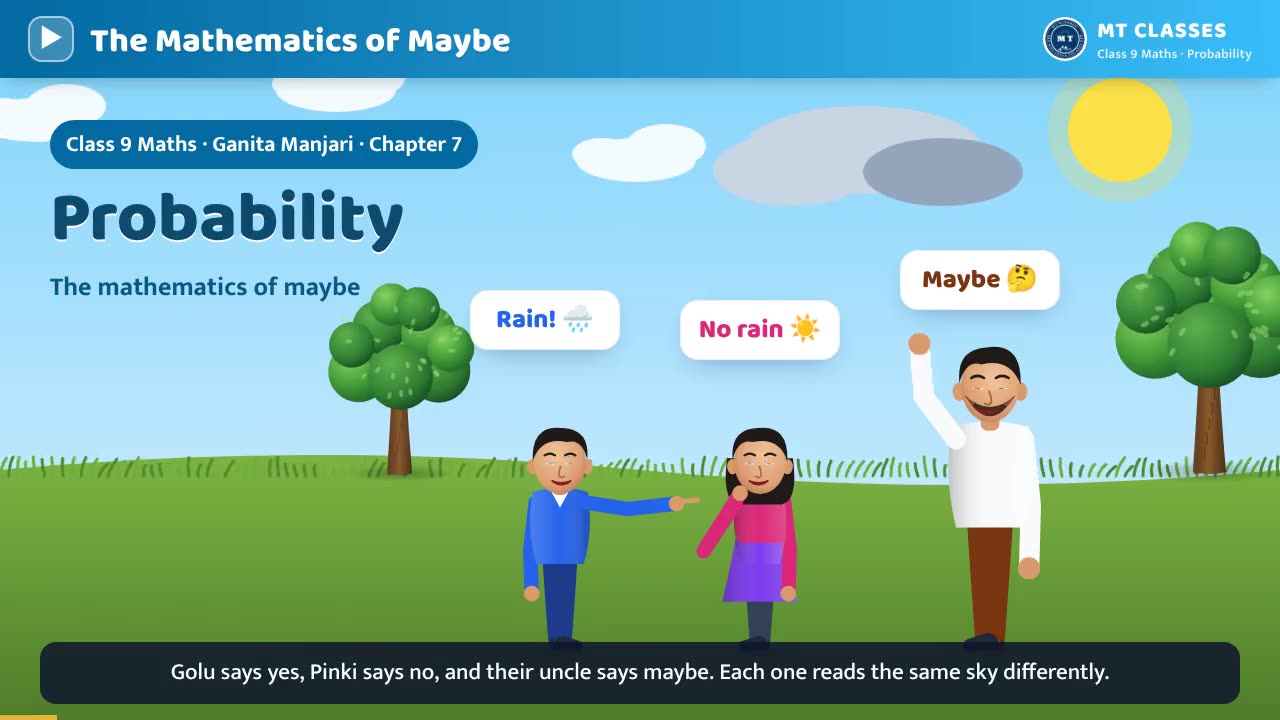 The Mathematics of Maybe
MT CLASSES
Class 9 Maths · Probability
MT
Class 9 Maths · Ganita Manjari · Chapter 7
Probability
The mathematics of maybe
Rain! 🌧️
No rain ☀️
Maybe 🤔
Golu says yes, Pinki says no, and their uncle says maybe. Each one reads the same sky differently.